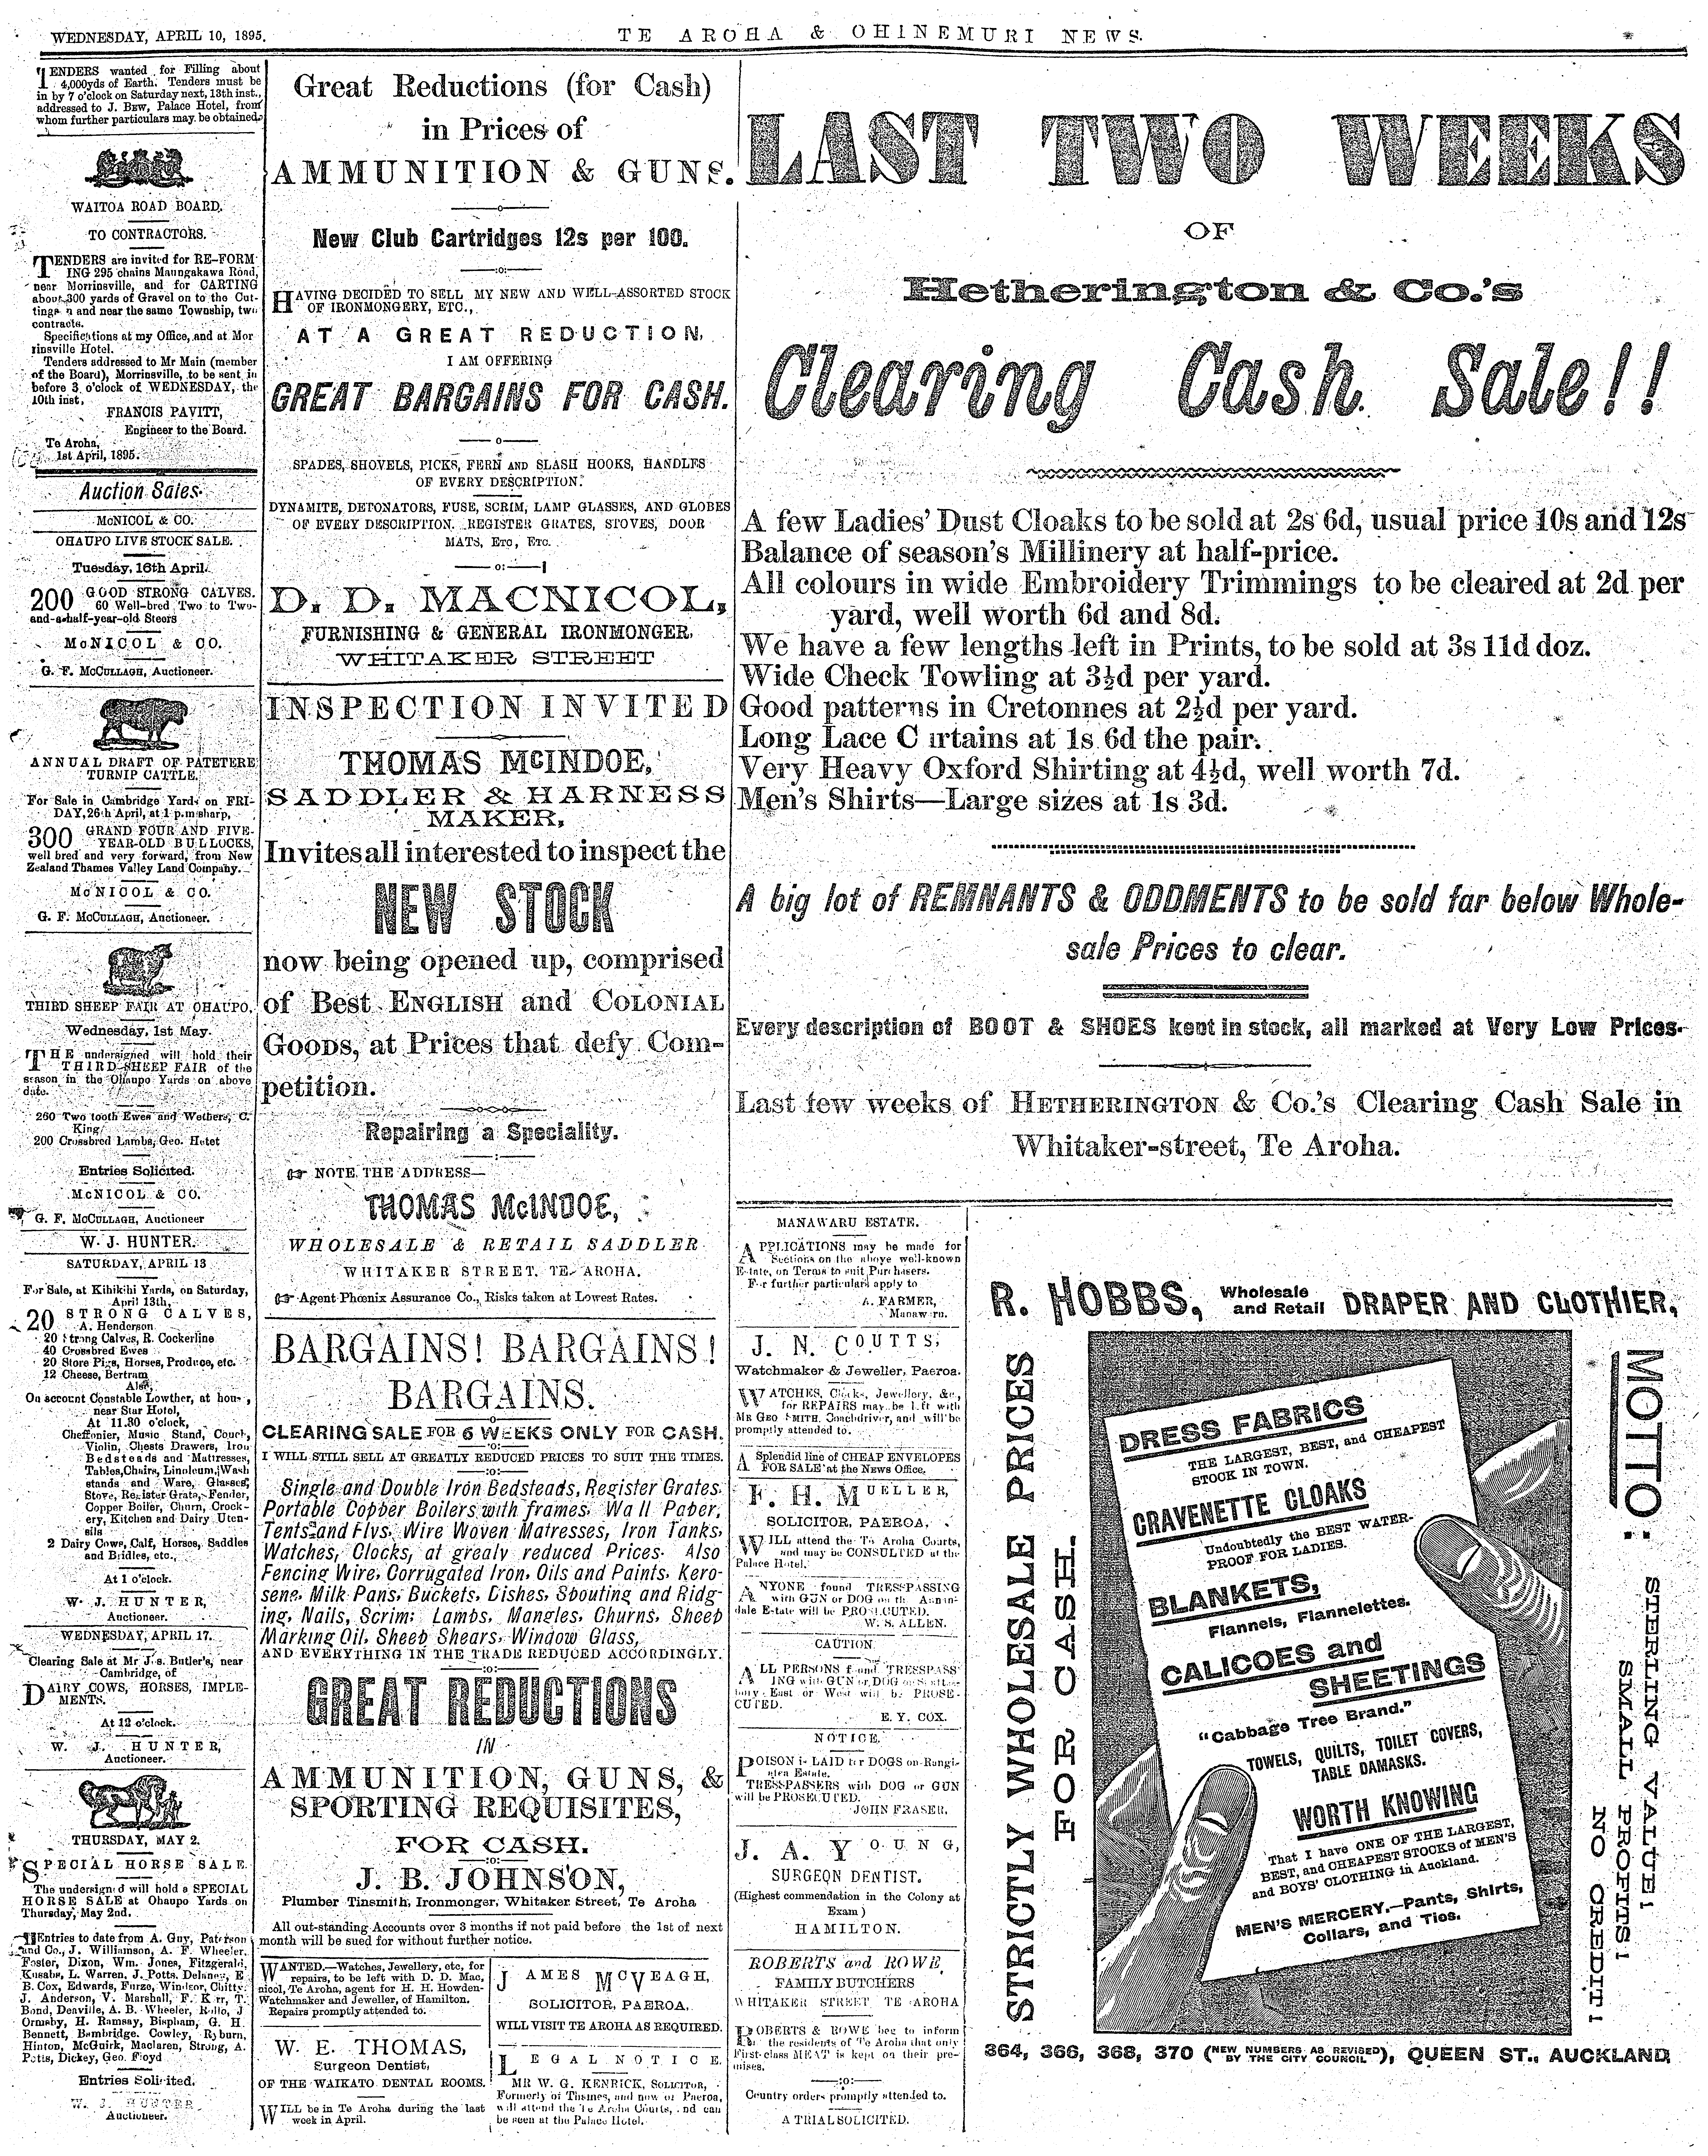 WEDNESDAY, APRIL 10, 1895.
TE AROHA & OHINEMURI NEWS.
TENDERS wanted for Filling about
4,000yds of Earth. Tenders must be
in by 7 o'clock on Saturday next, 13th inst.,
addressed to J. BEW, Palace Hotel, from
whom further particulars may be obtained.
WAITOA ROAD BOARD.
TO CONTRACTORS.
TENDERS are invited for RE-FORM
ING 295 chains Maungakawa Road,
near Morrinsville, and for CARTING
about 300 yards of Gravel on to the Cut-
tings and near the same Township, two
contracts.
Specifications at my Office, and at Mor
rinsville Hotel.
Tenders addressed to Mr Main (member
of the Board), Morrinsville, to be sent in
before 3 o'clock of WEDNESDAY, the
10th inst.
FRANCIS PAVITT,
Engineer to the Board.
Te Aroha,
1st April, 1895.
Auction Sales.
McNICOL & CO.
OHAUPO LIVE STOCK SALE.
Tuesday, 16th April.
200 GOOD STRONG CALVES.
60 Well-bred Two to Two-
and-a-half-year-old Steers
McNICOL & CO.
G. F. McCULLAGH, Auctioneer.
ANNUAL DRAFT OF PATETERE
TURNIP CATTLE.
For Sale in Cambridge Yards on FRI-
DAY, 26th April, at 1 p.m sharp,
300 GRAND FOUR AND FIVE-
YEAR-OLD BULLOCKS,
well bred and very forward, from New
Zealand Thames Valley Land Company.
McNICOL & CO.
G. F. McCULLAGH, Auctioneer.
THIRD SHEEP FAIR AT OHAUPO.
Wednesday, 1st May.
THE undersigned will hold their
THIRD SHEEP FAIR of the
season in the Ohaupo Yards on above
date.
260 Two tooth Ewes and Wethers, C.
King
200 Crossbred Lambs, Geo. Hutet
Entries Solicited.
McNICOL & CO.
G. F. McCULLAGH, Auctioneer
W. J. HUNTER.
SATURDAY, APRIL 13
For Sale, at Kihikihi Yards, on Saturday,
April 13th,
20 STRONG CALVES,
A. Henderson
20 Strong Calves, R. Cockerline
40 Crossbred Ewes
20 Store Pigs, Horses, Produce, etc.
12 Cheese, Bertram
Also,
On account Constable Lowther, at house,
near Star Hotel,
At 11.30 o'clock,
Cheffonier, Music Stand, Couch,
Violin, Chests Drawers, Iron
Bedsteads and Mattresses,
Tables, Chairs, Linoleum, Wash
stands and Ware, Glasses,
Stove, Register Grate, Fender,
Copper Boiler, Churn, Crock-
ery, Kitchen and Dairy Uten-
sils
2 Dairy Cows, Calf, Horses, Saddles
and Bridles, etc.,
At 1 o'clock.
W. J. HUNTER,
Auctioneer.
WEDNESDAY, APRIL 17.
Clearing Sale at Mr Jas. Butler's, near
Cambridge, of
DAIRY COWS, HORSES, IMPLE-
MENTS.
At 12 o'clock.
W. J. HUNTER,
Auctioneer.
THURSDAY, MAY 2.
SPECIAL HORSE SALE
The undersigned will hold a SPECIAL
HORSE SALE at Ohaupo Yards on
Thursday, May 2nd.
Entries to date from A. Guy, Paterson
and Co., J. Williamson, A. F. Wheeler,
Foster, Dixon, Wm. Jones, Fitzgerald,
Kusabs, L. Warren, J. Potts, Delaney, E
B. Cox, Edwards, Furze, Windsor, Chitty
J. Anderson, V. Marshall, F. Kerr, T.
Bond, Deaville, A. B. Wheeler, Rollo, J
Ormsby, H. Ramsay, Bispham, G. H
Bennett, Bambridge, Cowley, Ryburn,
Hinton, McGuirk, Maclaren, Strong, A.
Potts, Dickey, Geo. Floyd
Entries Solicited.
W. J. HUNTER
Auctioneer.
Great Reductions (for Cash)
in Prices of
AMMUNITION & GUNS.
New Club Cartridges 12s per 100.
HAVING DECIDED TO SELL MY NEW AND WELL-ASSORTED STOCK
OF IRONMONGERY, ETC.,
AT A GREAT REDUCTION,
I AM OFFERING
GREAT BARGAINS FOR CASH.
SPADES, SHOVELS, PICKS, FERN AND SLASH HOOKS, HANDLES
OF EVERY DESCRIPTION.
DYNAMITE, DETONATORS, FUSE, SCRIM, LAMP GLASSES, AND GLOBES
OF EVERY DESCRIPTION. REGISTER GRATES, STOVES, DOOR
MATS, ETC, ETC.
D. D. MACNICOL,
FURNISHING & GENERAL IRONMONGER,
WHITAKER STREET
INSPECTION INVITED
THOMAS McINDOE,
SADDLER & HARNESS
MAKER,
Invites all interested to inspect the
NEW STOCK
now being opened up, comprised
of Best ENGLISH and COLONIAL
GOODS, at Prices that defy Com-
petition.
Repairing a Speciality.
NOTE THE ADDRESS—
THOMAS McINDOE,
WHOLESALE & RETAIL SADDLER
WHITAKER STREET, TE AROHA.
Agent Phœnix Assurance Co., Risks taken at Lowest Rates.
BARGAINS! BARGAINS!
BARGAINS.
CLEARING SALE FOR 6 WEEKS ONLY FOR CASH.
I WILL STILL SELL AT GREATLY REDUCED PRICES TO SUIT THE TIMES.
Single and Double Iron Bedsteads, Register Grates.
Portable Copper Boilers with frames, Wall Paper,
Tents and Flys, Wire Woven Matresses, Iron Tanks,
Watches, Clocks, at grealy reduced Prices. Also
Fencing Wire, Corrugated Iron, Oils and Paints, Kero-
sene, Milk Pans, Buckets, Dishes, Spouting and Ridg-
ing, Nails, Scrim; Lambs, Mangles, Churns, Sheep
Marking Oil, Sheep Shears, Window Glass,
AND EVERYTHING IN THE TRADE REDUCED ACCORDINGLY.
GREAT REDUCTIONS
IN
AMMUNITION, GUNS, &
SPORTING REQUISITES,
FOR CASH.
J. B. JOHNSON,
Plumber Tinsmith, Ironmonger, Whitaker Street, Te Aroha
All out-standing Accounts over 3 months if not paid before the 1st of next
month will be sued for without further notice.
WANTED.—Watches, Jewellery, etc, for
repairs, to be left with D. D. Mac,
nicol, Te Aroha, agent for H. H. Howden-
Watchmaker and Jeweller, of Hamilton.
Repairs promptly attended to.
W. E. THOMAS,
Surgeon Dentist,
OF THE WAIKATO DENTAL ROOMS.
WILL be in Te Aroha during the last
week in April.
JAMES McVEAGH,
SOLICITOR, PAEROA.
WILL VISIT TE AROHA AS REQUIRED.
LEGAL NOTICE.
MR W. G. KENRICK, SOLICITOR,
Formerly of Thames, and now of Paeroa,
will attend the Te Aroha Courts, and can
be seen at the Palace Hotel.
LAST TWO WEEKS
OF
Hetherington & Co.'s
Clearing Cash Sale!!
A few Ladies' Dust Cloaks to be sold at 2s 6d, usual price 10s and 12s
Balance of season's Millinery at half-price.
All colours in wide Embroidery Trimmings to be cleared at 2d per
yard, well worth 6d and 8d.
We have a few lengths left in Prints, to be sold at 3s 11d doz.
Wide Check Towling at 3½d per yard.
Good patterns in Cretonnes at 2½d per yard.
Long Lace Curtains at 1s 6d the pair.
Very Heavy Oxford Shirting at 4½d, well worth 7d.
Men's Shirts—Large sizes at 1s 3d.
A big lot of REMNANTS & ODDMENTS to be sold far below Whole-
sale Prices to clear.
Every description of BOOT & SHOES kept in stock, all marked at Very Low Prices.
Last few weeks of HETHERINGTON & Co.'s Clearing Cash Sale in
Whitaker-street, Te Aroha.
MANAWARU ESTATE.
APPLICATIONS may be made for
Sections on the above well-known
Estate, on Terms to suit Purchasers.
For further particulars apply to
A. FARMER,
Manawaru.
J. N. COUTTS,
Watchmaker & Jeweller, Paeroa.
WATCHES, Clocks, Jewellery, &c.,
for REPAIRS may be left with
MR GEO SMITH, Coachdriver, and will be
promptly attended to.
A Splendid line of CHEAP ENVELOPES
FOR SALE at the News Office.
F. H. MUELLER,
SOLICITOR, PAEROA,
WILL attend the Te Aroha Courts,
and may be CONSULTED at the
Palace Hotel.
ANYONE found TRESPASSING
with GUN or DOG on the Annan-
dale Estate will be PROSECUTED.
W. S. ALLEN.
CAUTION
ALL PERSONS found TRESPASS
ING with GUN or DOG on
East or West will be PROSE-
CUTED.
E. Y. COX.
NOTICE.
POISON is LAID for DOGS on Rangi-
Estate.
TRESPASSERS with DOG or GUN
will be PROSECUTED.
JOHN FRASER.
J. A. YOUNG,
SURGEON DENTIST.
(Highest commendation in the Colony at
Exam)
HAMILTON.
ROBERTS and ROWE,
FAMILY BUTCHERS
WHITAKER STREET TE AROHA
ROBERTS & ROWE beg to inform
the residents of Te Aroha that only
First-class MEAT is kept on their pre-
mises.
Country orders promptly attended to.
A TRIAL SOLICITED.
R. HOBBS, Wholesale and Retail DRAPER AND CLOTHIER,
STRICTLY WHOLESALE PRICES
FOR CASH.
DRESS FABRICS
THE LARGEST, BEST, and CHEAPEST
STOCK IN TOWN.
CRAVENETTE CLOAKS
Undoubtedly the BEST WATER-
PROOF FOR LADIES.
BLANKETS,
Flannels, Flannelettes.
CALICOES and
SHEETINGS
"Cabbage Tree Brand."
TOWELS, QUILTS, TOILET COVERS,
TABLE DAMASKS.
WORTH KNOWING
That I have ONE OF THE LARGEST,
BEST, and CHEAPEST STOCKS of MEN'S
and BOYS' CLOTHING in Auckland.
MEN'S MERCERY.—Pants, Shirts,
Collars, and Ties.
MOTTO:
STERLING VALUE!
SMALL PROFITS!
NO CREDIT!
364, 366, 368, 370 (NEW NUMBERS AS REVISED BY THE CITY COUNCIL), QUEEN ST., AUCKLAND